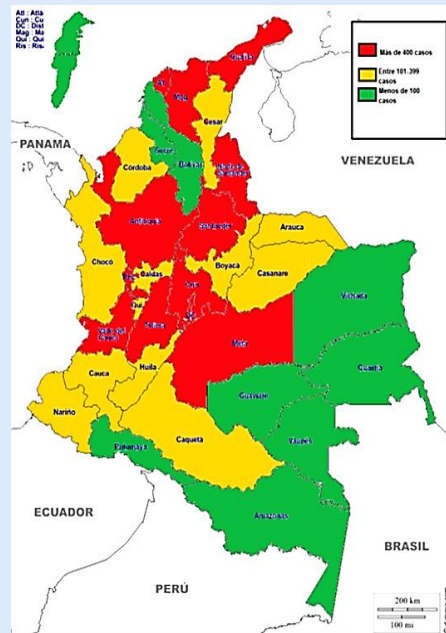 Atl : Atlá
Cun : Cu
DC : Dist
Mag : Ma
Qui : Qui
Ris : Ris
Más de 400 casos
Entre 101-399
casos
Menos de 100
casos
PANAMA
VENEZUELA
Guajira
Atl
Mag
Cesar
Sucre
Bolívar
Córdoba
Norte de
Santander
Antioquia
Santander
Arauca
Chocó
Boyacá
Casanare
Caldas
Ris
Cun
Vichada
Qui
DC
Valle del
Cauca
Tolima
Meta
Guainía
Cauca
Huila
Guaviare
Nariño
Vaupés
Caquetá
Putumayo
Amazonas
ECUADOR
BRASIL
PERÚ
200 km
100 mi